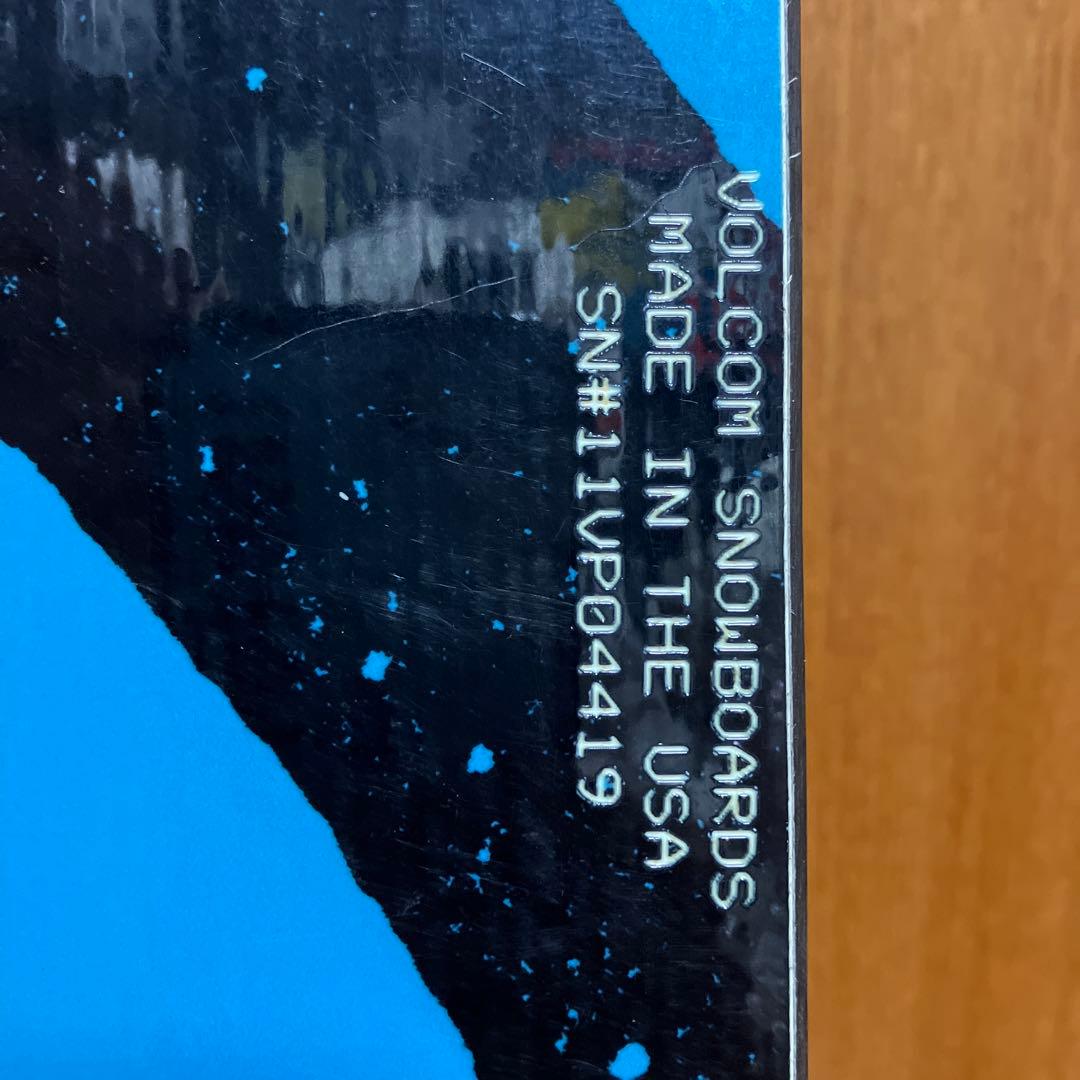 VOLCOM SNOWBOARDS
MADE IN THE USA
SN#11VP04419